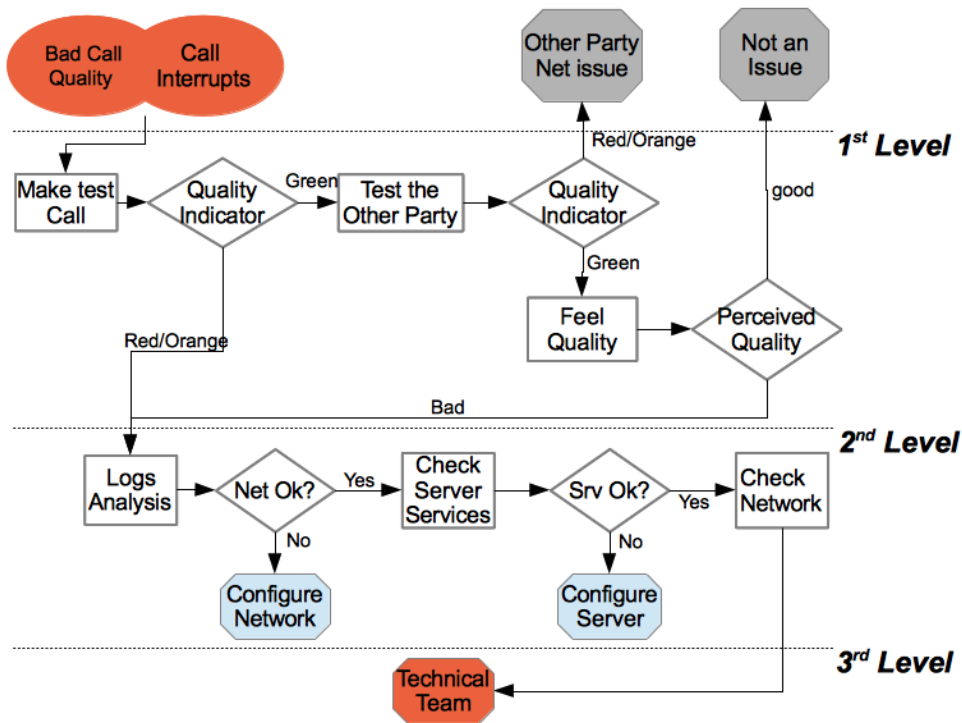 Bad Call
Quality
Call
Interrupts
Other Party
Net issue
Not an
Issue
Red/Orange
1st Level
Make test
Call
Quality
Indicator
Green
Test the
Other Party
Quality
Indicator
good
Green
Feel
Quality
Perceived
Quality
Red/Orange
Bad
2nd Level
Logs
Analysis
Net Ok?
Yes
Check
Server
Services
Srv Ok?
Yes
Check
Network
No
No
Configure
Network
Configure
Server
3rd Level
Technical
Team